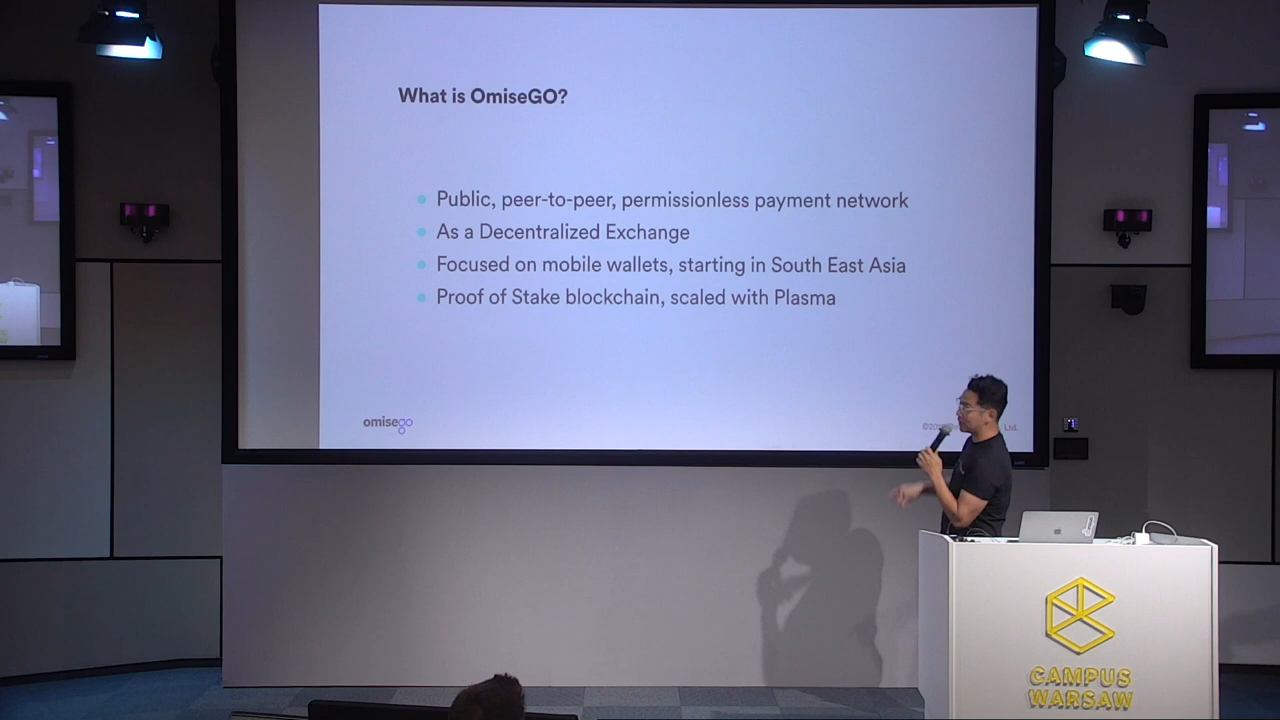 What is OmiseGO?
Public, peer-to-peer, permissionless payment network
As a Decentralized Exchange
Focused on mobile wallets, starting in South East Asia
Proof of Stake blockchain, scaled with Plasma
omisego
Ltd.
CAMPUS
WARSAW